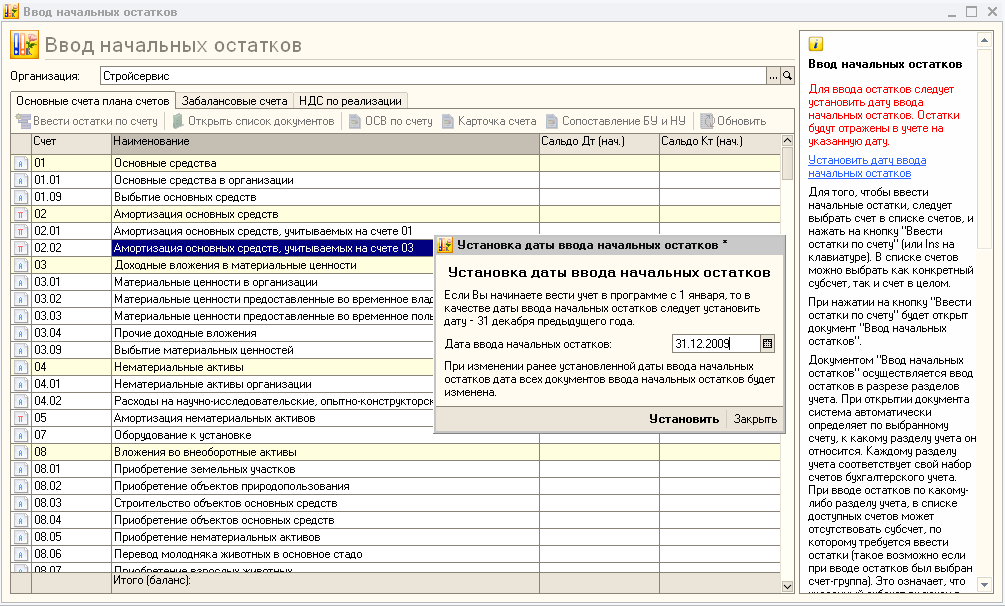 Ввод начальных остатков
Ввод начальных остатков
Организация: Стройсервис ...
Основные счета плана счетов Забалансовые счета НДС по реализации
Ввести остатки по счету Открыть список документов ОСВ по счету Карточка счета Сопоставление БУ и НУ Обновить
Счет Наименование Сальдо Дт (нач.) Сальдо Кт (нач.)
01 Основные средства
01.01 Основные средства в организации
01.09 Выбытие основных средств
02 Амортизация основных средств
02.01 Амортизация основных средств, учитываемых на счете 01
02.02 Амортизация основных средств, учитываемых на счете 03
03 Доходные вложения в материальные ценности
03.01 Материальные ценности в организации
03.02 Материальные ценности предоставленные во временное влад
03.03 Материальные ценности предоставленные во временное поль
03.04 Прочие доходные вложения
03.09 Выбытие материальных ценностей
04 Нематериальные активы
04.01 Нематериальные активы организации
04.02 Расходы на научно-исследовательские, опытно-конструкторск
05 Амортизация нематериальных активов
07 Оборудование к установке
08 Вложения во внеоборотные активы
08.01 Приобретение земельных участков
08.02 Приобретение объектов природопользования
08.03 Строительство объектов основных средств
08.04 Приобретение объектов основных средств
08.05 Приобретение нематериальных активов
08.06 Перевод молодняка животных в основное стадо
08.07 Приобретение взрослых животных
Итого (баланс):
Установка даты ввода начальных остатков *
Установка даты ввода начальных остатков
Если Вы начинаете вести учет в программе с 1 января, то в
качестве даты ввода начальных остатков следует установить
дату - 31 декабря предыдущего года.
Дата ввода начальных остатков: 31.12.2009
При изменении ранее установленной даты ввода начальных
остатков дата всех документов ввода начальных остатков будет
изменена.
Установить Закрыть
Ввод начальных остатков
Для ввода остатков следует
установить дату ввода
начальных остатков. Остатки
будут отражены в учете на
указанную дату.
Установить дату ввода
начальных остатков
Для того, чтобы ввести
начальные остатки, следует
выбрать счет в списке счетов, и
нажать на кнопку "Ввести
остатки по счету" (или Ins на
клавиатуре). В списке счетов
можно выбрать как конкретный
субсчет, так и счет в целом.
При нажатии на кнопку "Ввести
остатки по счету" будет открыт
документ "Ввод начальных
остатков".
Документом "Ввод начальных
остатков" осуществляется ввод
остатков в разрезе разделов
учета. При открытии документа
система автоматически
определяет по выбранному
счету, к какому разделу учета он
относится. Каждому разделу
учета соответствует свой набор
счетов бухгалтерского учета.
При вводе остатков по какому-
либо разделу учета, в списке
доступных счетов может
отсутствовать субсчет, по
которому требуется ввести
остатки (такое возможно если
при вводе остатков был выбран
счет-группа). Это означает, что